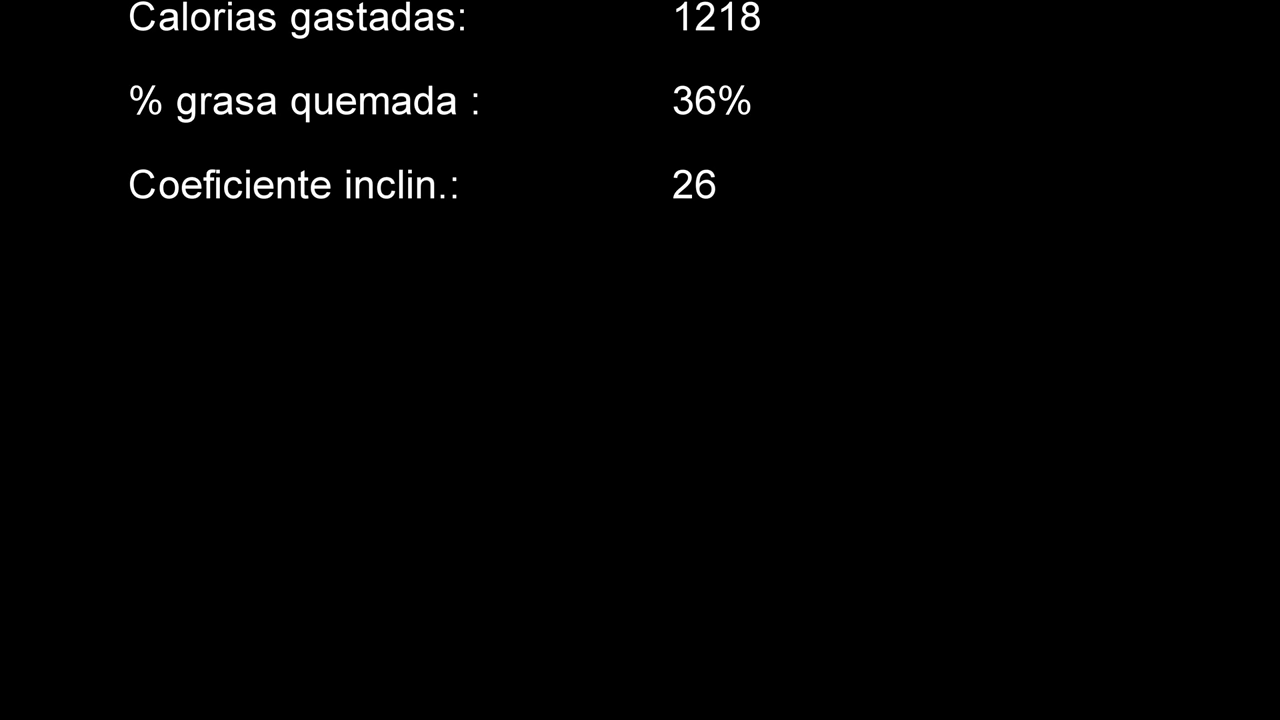 Calorias gastadas: 1218
% grasa quemada : 36%
Coeficiente inclin.: 26